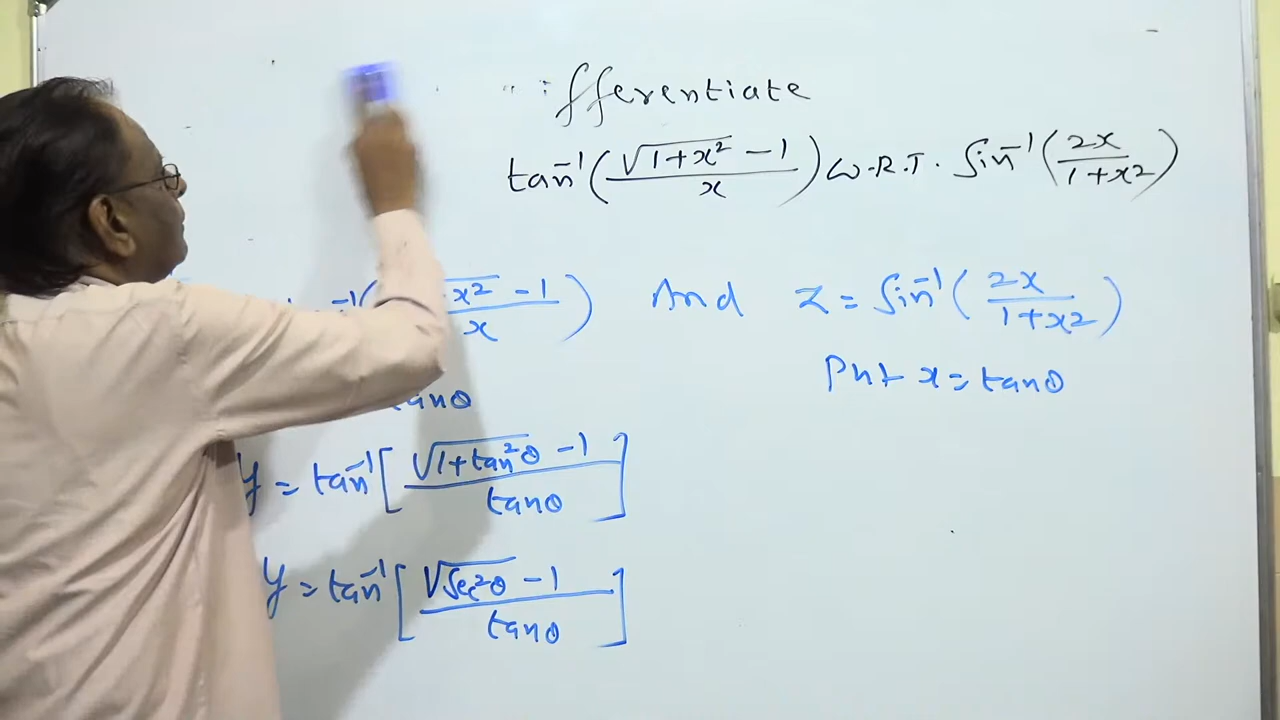 ifferentiate
tan⁻¹(√(1+x²) - 1 / x) W.R.T. Sin⁻¹(2x / 1+x2)
x² - 1 / x) And Z = Sin⁻¹(2x / 1+x2)
Put x = tanθ
tanθ
y = tan⁻¹[√(1+tan²θ) - 1 / tanθ]
y = tan⁻¹[√(Sec²θ) - 1 / tanθ]